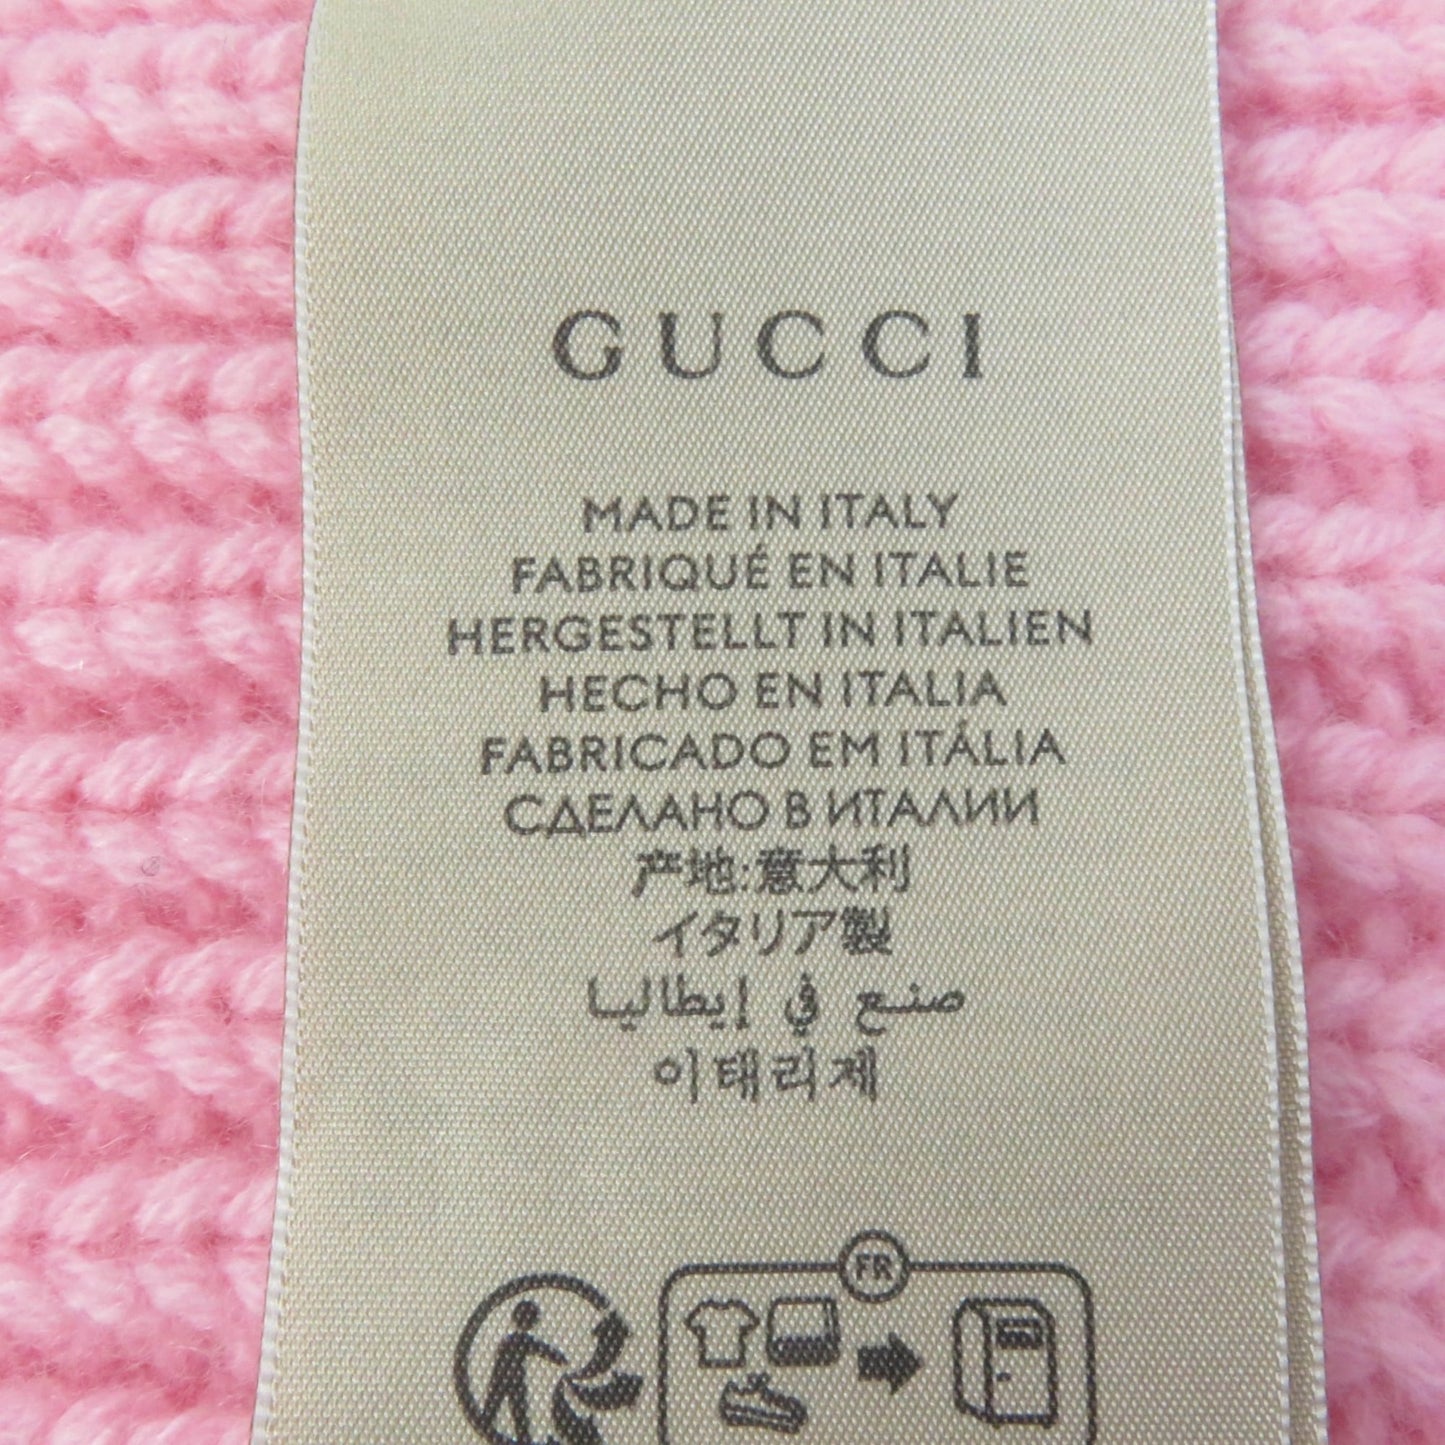 GUCCI
MADE IN ITALY
FABRIQUÉ EN ITALIE
HERGESTELLT IN ITALIEN
HECHO EN ITALIA
FABRICADO EM ITÁLIA
СДЕЛАНО В ИТАЛИИ
产地:意大利
イタリア製
صنع في إيطاليا
이태리제
FR